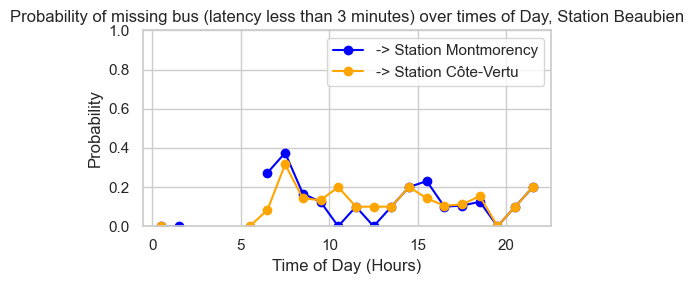 Probability of missing bus (latency less than 3 minutes) over times of Day, Station Beaubien
1.0
0.8
0.6
0.4
0.2
0.0
Probability
-> Station Montmorency
-> Station Côte-Vertu
0 5 10 15 20
Time of Day (Hours)